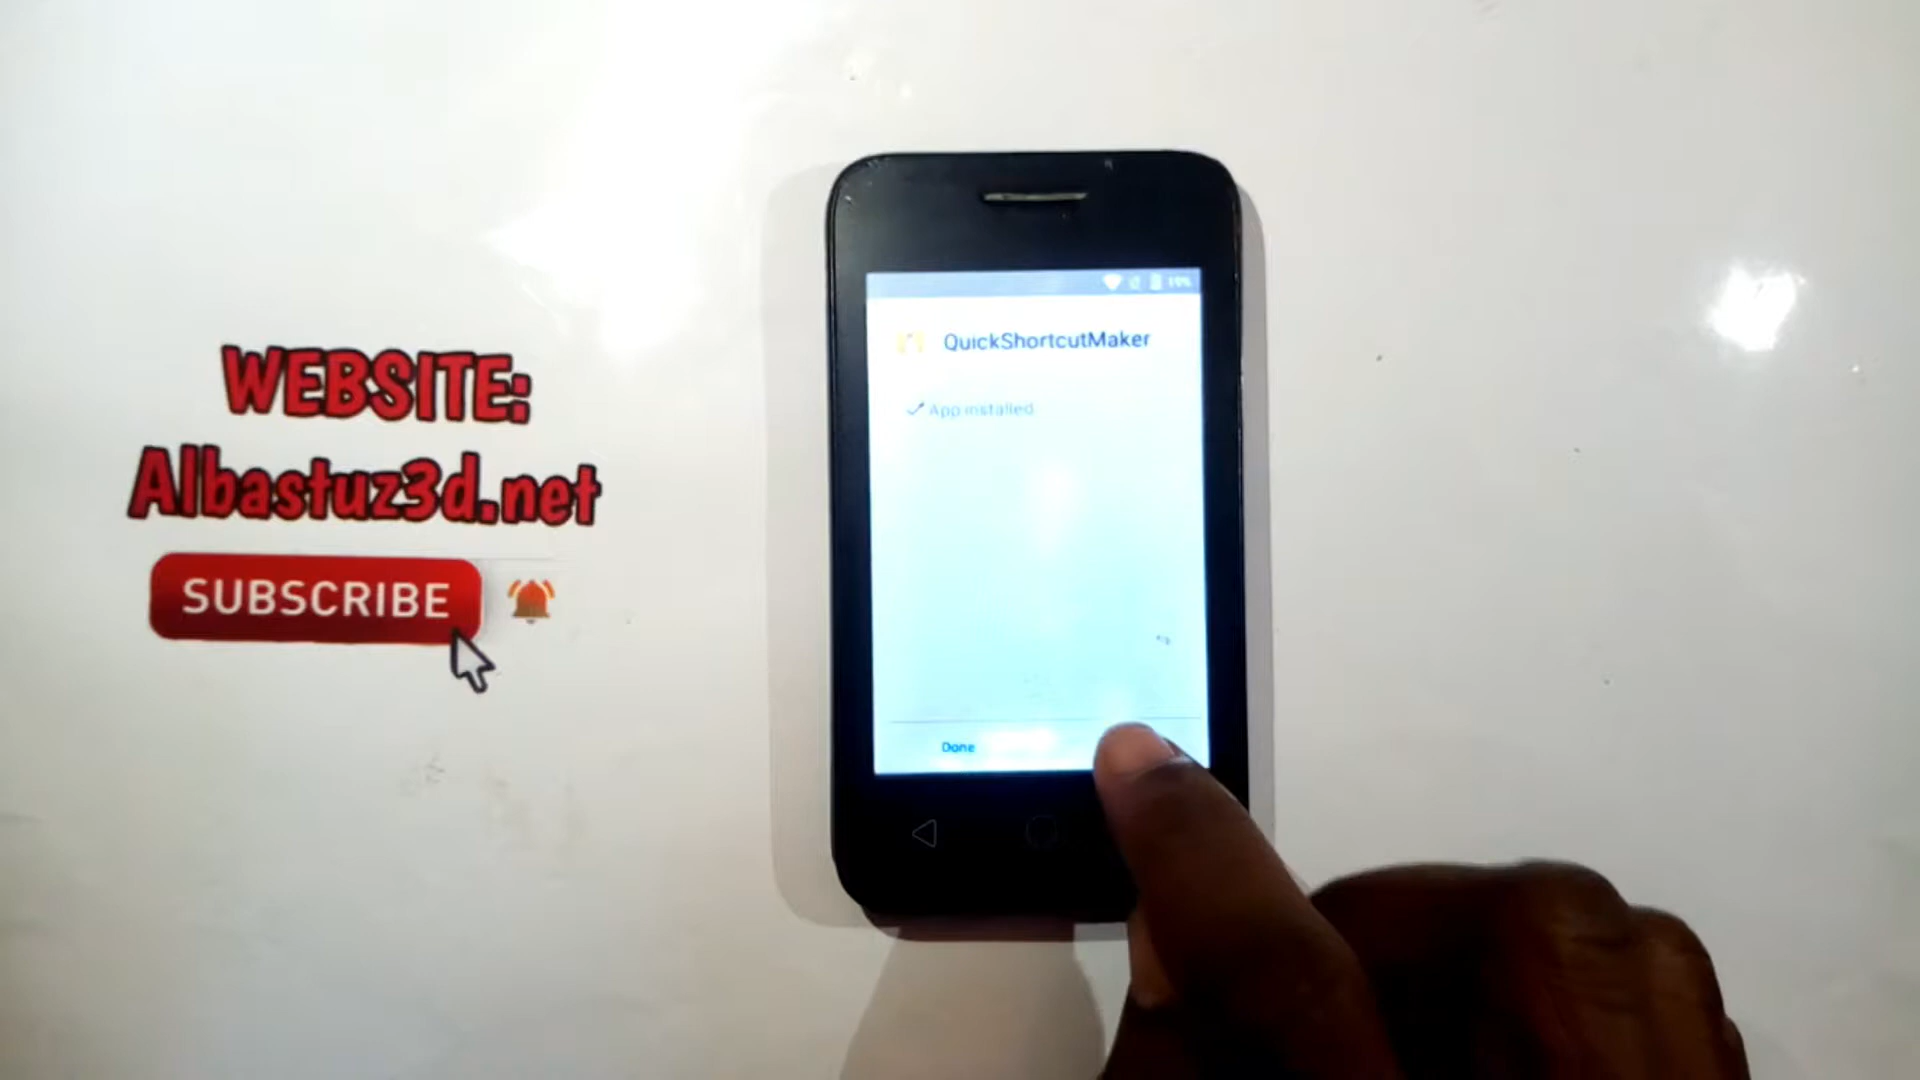 WEBSITE:
Albastuz3d.net
SUBSCRIBE
QuickShortcutMaker
App installed.
Done